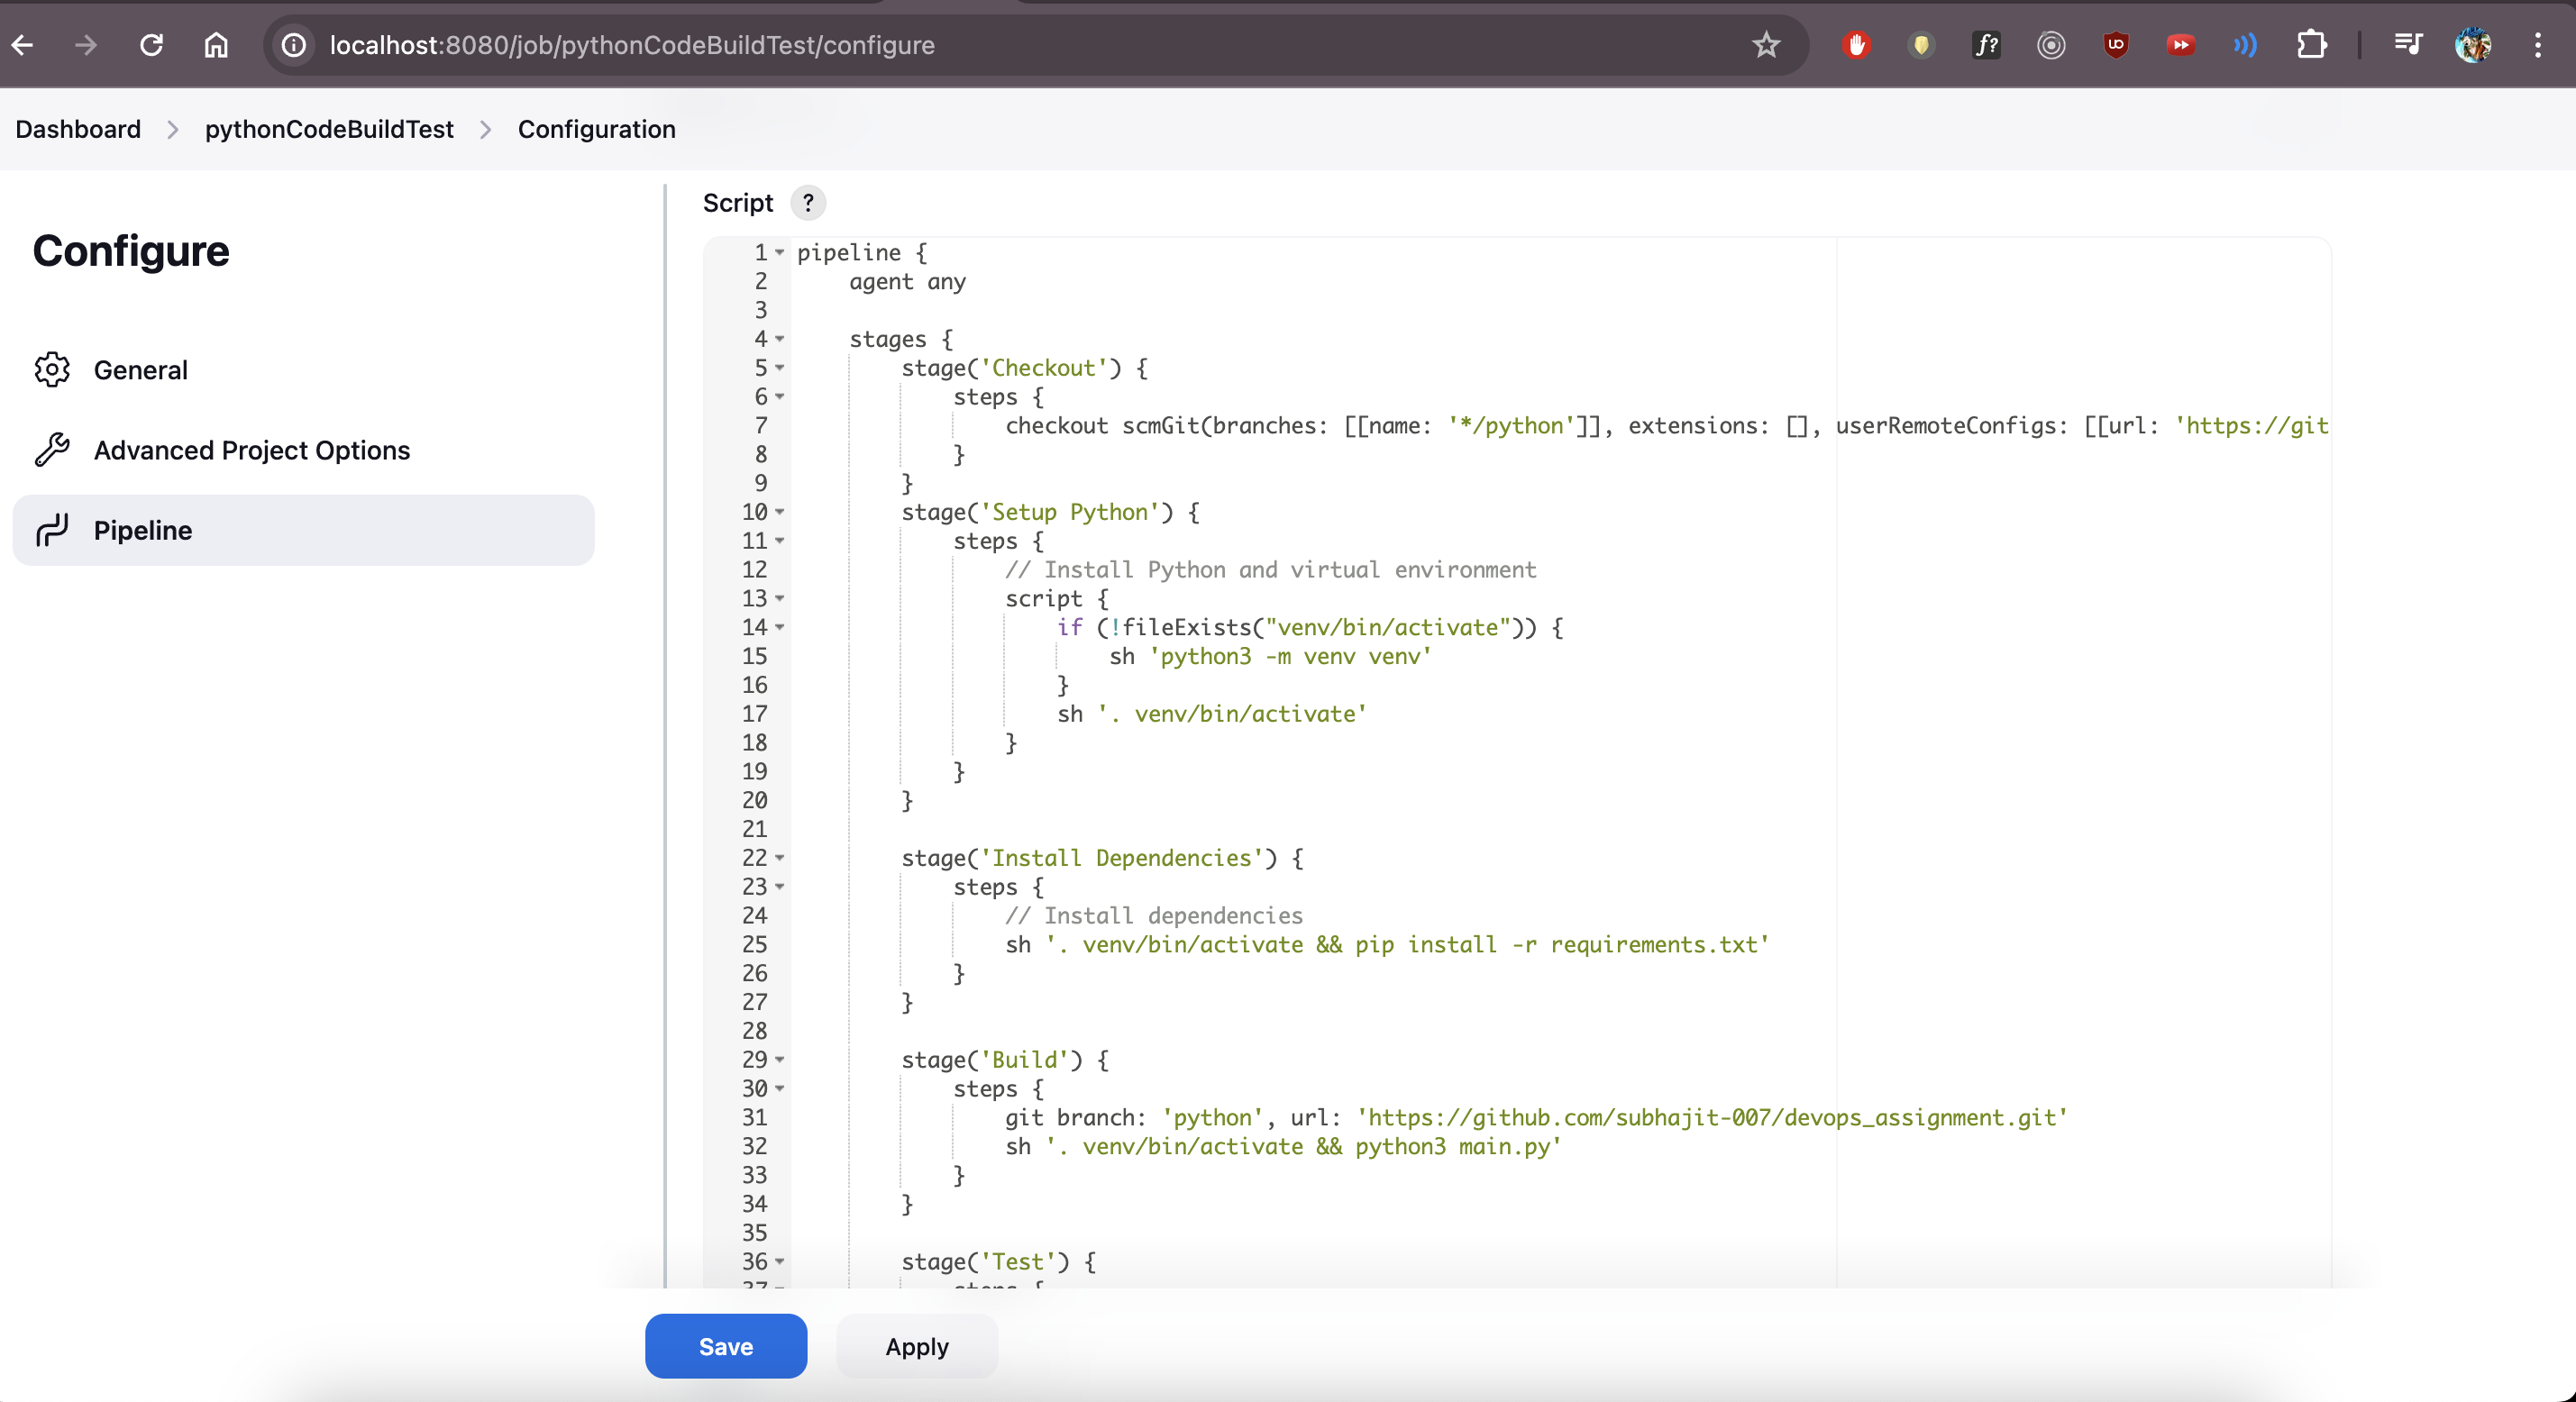 localhost:8080/job/pythonCodeBuildTest/configure
Dashboard > pythonCodeBuildTest > Configuration
Configure
General
Advanced Project Options
Pipeline
Script ?
1 pipeline {
2     agent any
3
4     stages {
5         stage('Checkout') {
6             steps {
7                 checkout scmGit(branches: [[name: '*/python']], extensions: [], userRemoteConfigs: [[url: 'https://git
8             }
9         }
10         stage('Setup Python') {
11             steps {
12                 // Install Python and virtual environment
13                 script {
14                     if (!fileExists("venv/bin/activate")) {
15                         sh 'python3 -m venv venv'
16                     }
17                     sh '. venv/bin/activate'
18                 }
19             }
20         }
21
22         stage('Install Dependencies') {
23             steps {
24                 // Install dependencies
25                 sh '. venv/bin/activate && pip install -r requirements.txt'
26             }
27         }
28
29         stage('Build') {
30             steps {
31                 git branch: 'python', url: 'https://github.com/subhajit-007/devops_assignment.git'
32                 sh '. venv/bin/activate && python3 main.py'
33             }
34         }
35
36         stage('Test') {
37             steps {
Save
Apply